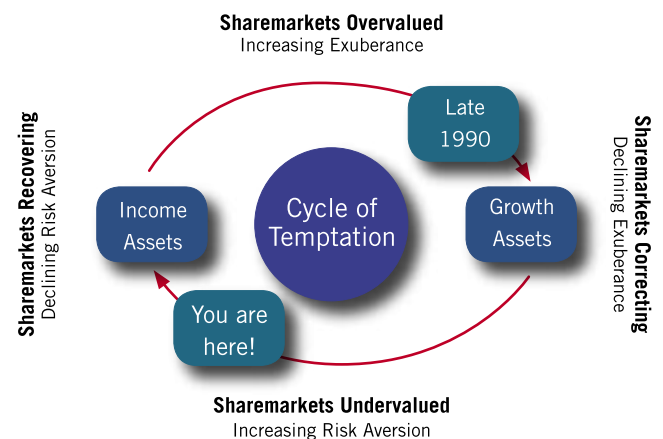 Sharemarkets Overvalued
Increasing Exuberance
Late
1990
Sharemarkets Recovering
Declining Risk Aversion
Income
Assets
Cycle of
Temptation
Growth
Assets
Sharemarkets Correcting
Declining Exuberance
You are
here!
Sharemarkets Undervalued
Increasing Risk Aversion